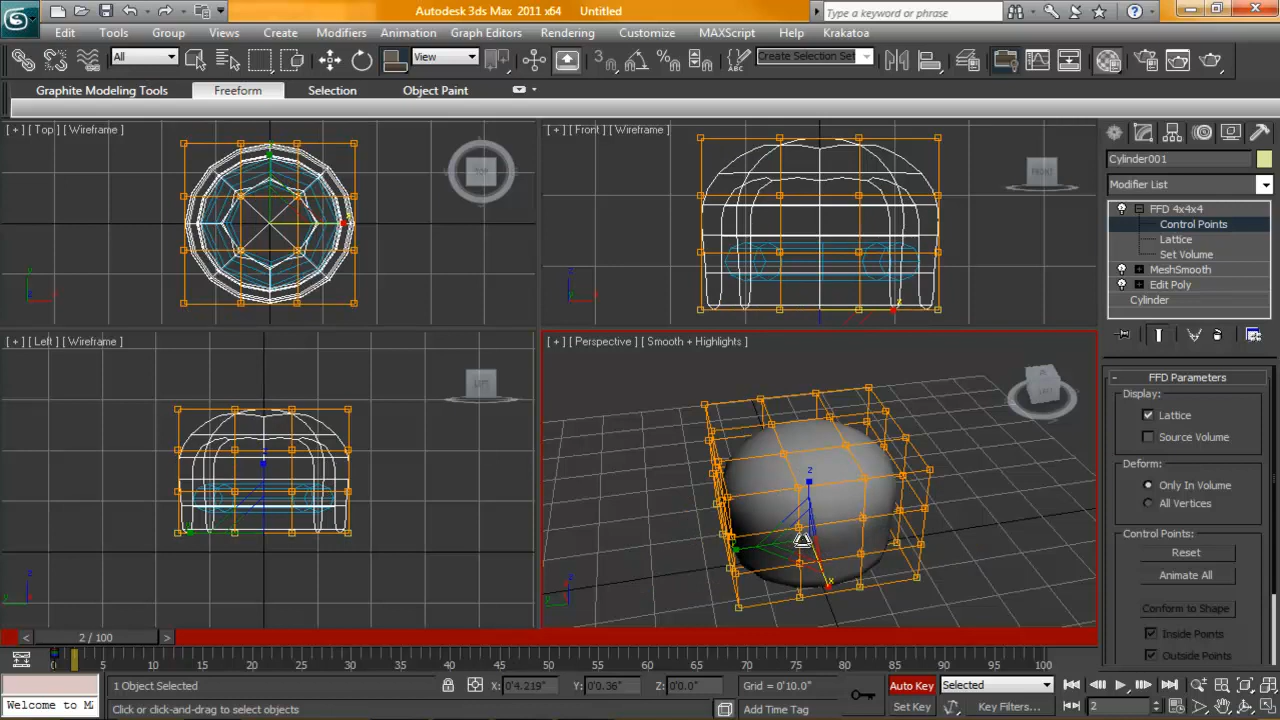 Autodesk 3ds Max 2011 x64 Untitled
Type a keyword or phrase
Edit Tools Group Views Create Modifiers Animation Graph Editors Rendering Customize MAXScript Help Krakatoa
All View Create Selection Set
Graphite Modeling Tools Freeform Selection Object Paint
[ + ] [ Top ] [ Wireframe ]
[ + ] [ Front ] [ Wireframe ]
TOP
FRONT
[ + ] [ Left ] [ Wireframe ]
[ + ] [ Perspective ] [ Smooth + Highlights ]
LEFT
LEFT
x
z
x
Cylinder001
Modifier List
FFD 4x4x4
Control Points
Lattice
Set Volume
MeshSmooth
Edit Poly
Cylinder
FFD Parameters
Display:
Lattice
Source Volume
Deform:
Only In Volume
All Vertices
Control Points:
Reset
Animate All
Conform to Shape
Inside Points
Outside Points
< 2 / 100 >
5 10 15 20 25 30 35 40 45 50 55 60 65 70 75 80 85 90 95 100
1 Object Selected X: 0'4.219" Y: 0'0.36" Z: 0'0.0" Grid = 0'10.0" Auto Key Selected
Welcome to MA Click or click-and-drag to select objects Add Time Tag Set Key Key Filters... 2